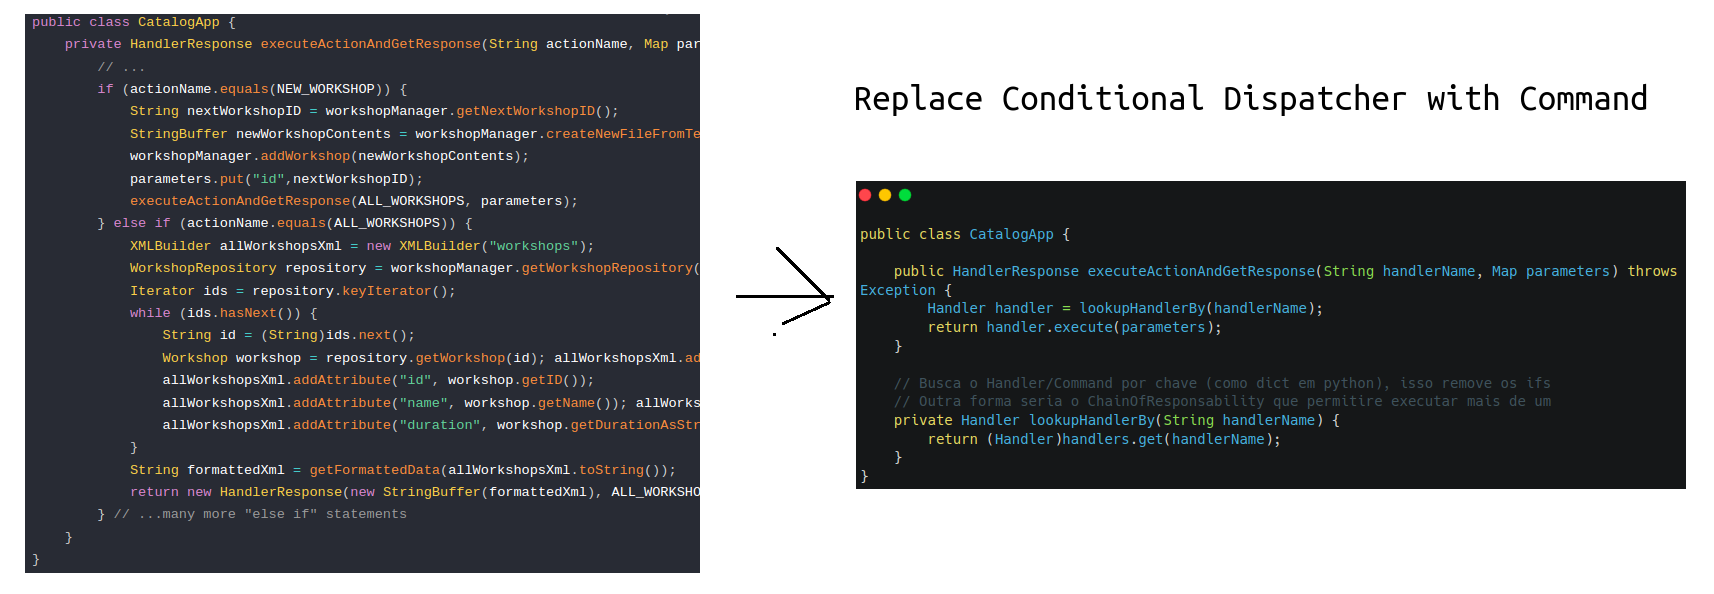 public class CatalogApp {
private HandlerResponse executeActionAndGetResponse(String actionName, Map par
// ...
if (actionName.equals(NEW_WORKSHOP)) {
String nextWorkshopID = workshopManager.getNextWorkshopID();
StringBuffer newWorkshopContents = workshopManager.createNewFileFromTe
workshopManager.addWorkshop(newWorkshopContents);
parameters.put("id",nextWorkshopID);
executeActionAndGetResponse(ALL_WORKSHOPS, parameters);
} else if (actionName.equals(ALL_WORKSHOPS)) {
XMLBuilder allWorkshopsXml = new XMLBuilder("workshops");
WorkshopRepository repository = workshopManager.getWorkshopRepository(
Iterator ids = repository.keyIterator();
while (ids.hasNext()) {
String id = (String)ids.next();
Workshop workshop = repository.getWorkshop(id); allWorkshopsXml.ad
allWorkshopsXml.addAttribute("id", workshop.getID());
allWorkshopsXml.addAttribute("name", workshop.getName()); allWorks
allWorkshopsXml.addAttribute("duration", workshop.getDurationAsStr
}
String formattedXml = getFormattedData(allWorkshopsXml.toString());
return new HandlerResponse(new StringBuffer(formattedXml), ALL_WORKSHO
} // ...many more "else if" statements
}
}
Replace Conditional Dispatcher with Command
public class CatalogApp {
public HandlerResponse executeActionAndGetResponse(String handlerName, Map parameters) throws
Exception {
Handler handler = lookupHandlerBy(handlerName);
return handler.execute(parameters);
}
// Busca o Handler/Command por chave (como dict em python), isso remove os ifs
// Outra forma seria o ChainOfResponsability que permitire executar mais de um
private Handler lookupHandlerBy(String handlerName) {
return (Handler)handlers.get(handlerName);
}
}